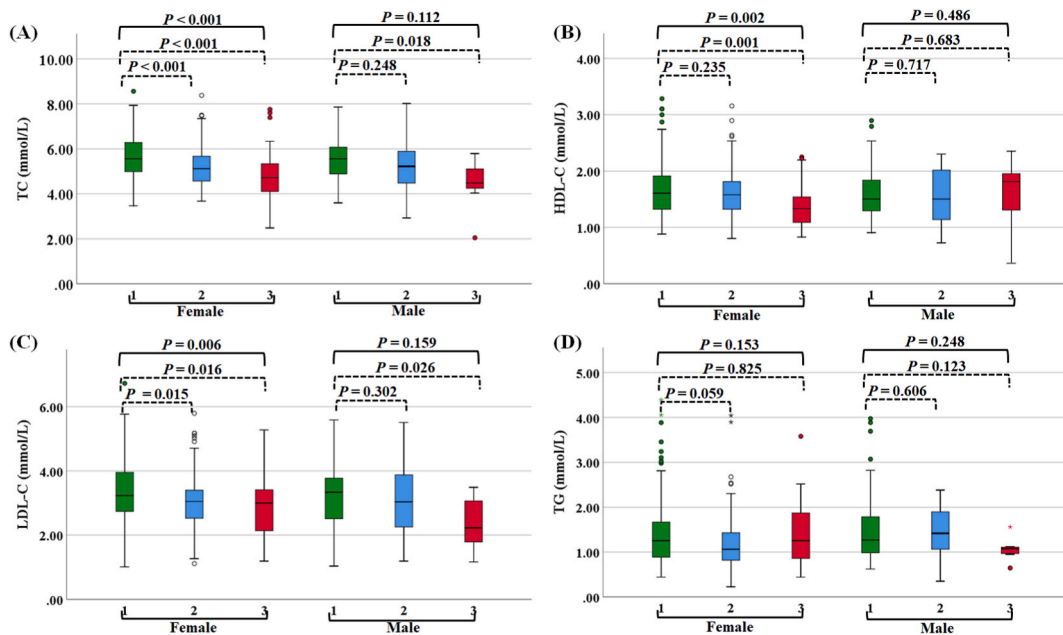 (A)
P < 0.001
P < 0.001
P < 0.001
P = 0.112
P = 0.018
P = 0.248
TC (mmol/L)
10.00
8.00
6.00
4.00
2.00
.00
1 2 3 1 2 3
Female Male
(B)
P = 0.002
P = 0.001
P = 0.235
P = 0.486
P = 0.683
P = 0.717
HDL-C (mmol/L)
4.00
3.00
2.00
1.00
.00
1 2 3 1 2 3
Female Male
(C)
P = 0.006
P = 0.016
P = 0.015
P = 0.159
P = 0.026
P = 0.302
LDL-C (mmol/L)
6.00
4.00
2.00
.00
1 2 3 1 2 3
Female Male
(D)
P = 0.153
P = 0.825
P = 0.059
P = 0.248
P = 0.123
P = 0.606
TG (mmol/L)
5.00
4.00
3.00
2.00
1.00
.00
1 2 3 1 2 3
Female Male